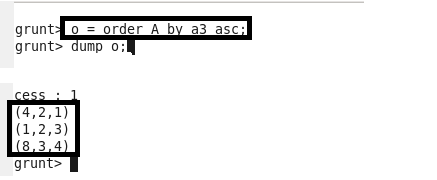 grunt> o = order A by a3 asc;
grunt> dump o;
cess : 1
(4,2,1)
(1,2,3)
(8,3,4)
grunt>